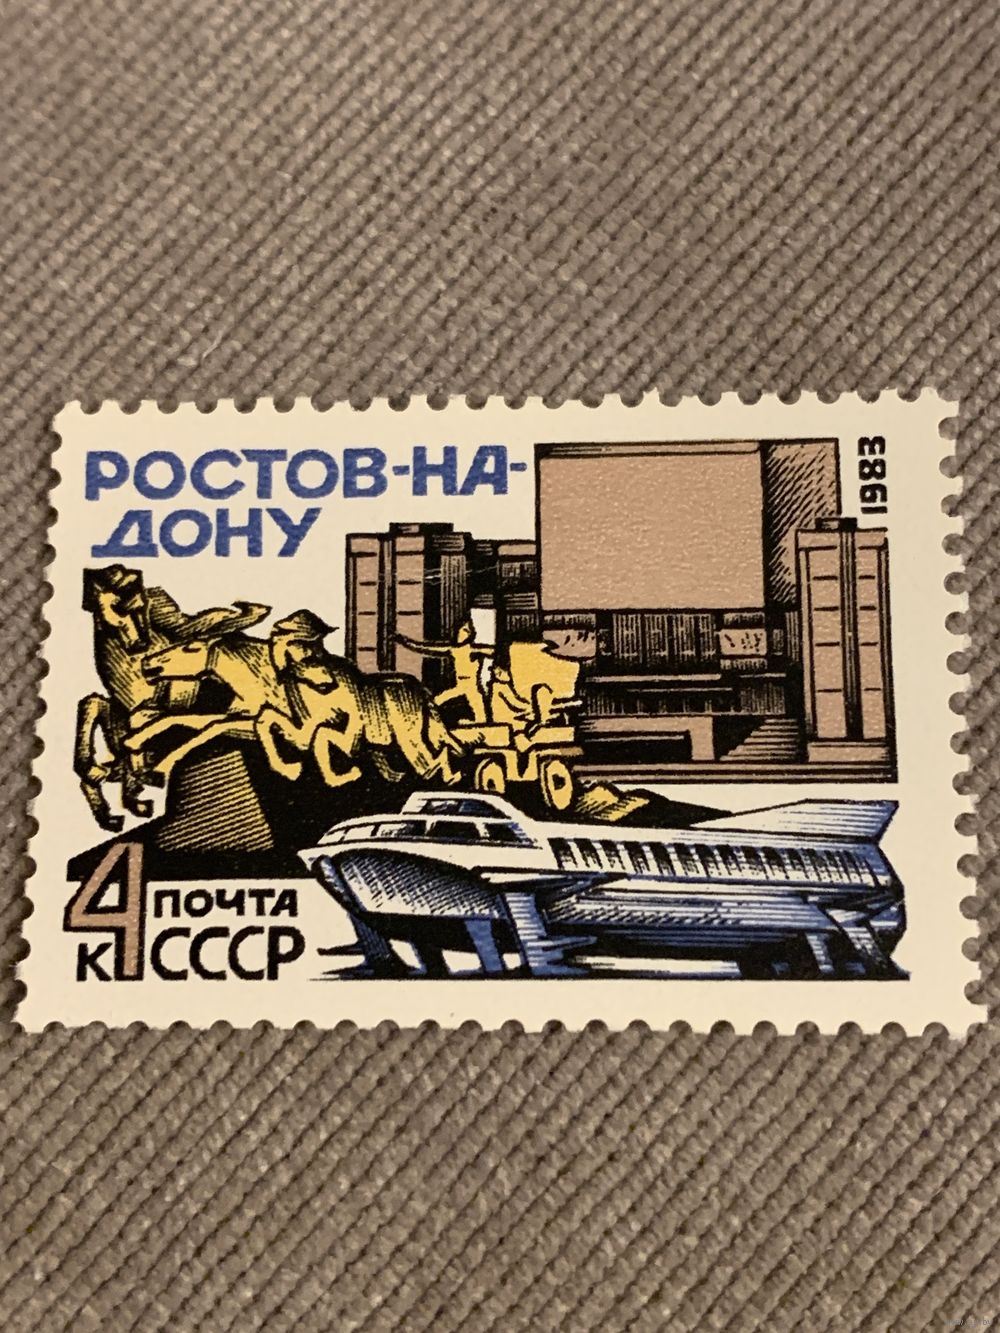 РОСТОВ-НА-
ДОНУ
1983
4
К
ПОЧТА
СССР